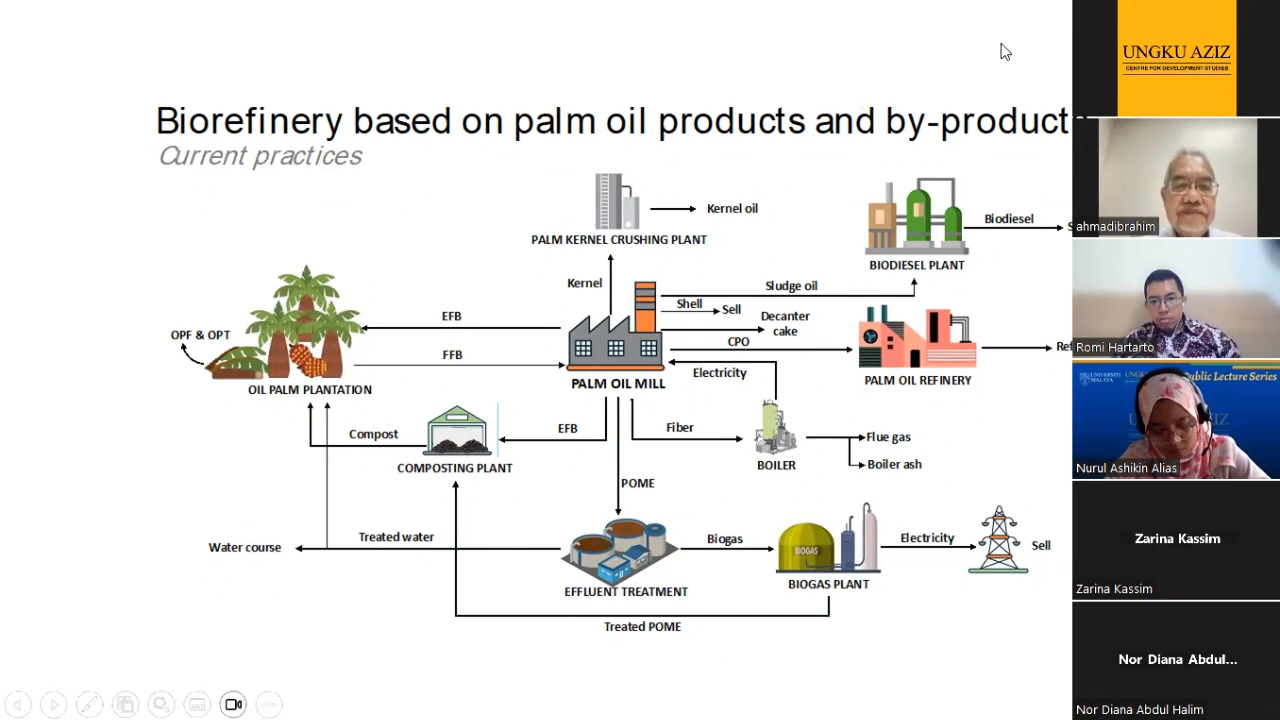 Biorefinery based on palm oil products and by-product
Current practices
Kernel oil
PALM KERNEL CRUSHING PLANT
Kernel
Biodiesel
BIODIESEL PLANT
Sludge oil
Shell
Sell
Decanter
cake
EFB
CPO
OPF & OPT
FFB
Electricity
PALM OIL REFINERY
OIL PALM PLANTATION
PALM OIL MILL
Compost
EFB
Fiber
Flue gas
COMPOSTING PLANT
BOILER
Boiler ash
POME
Water course
Treated water
Biogas
BIOGAS
Electricity
Sell
EFFLUENT TREATMENT
BIOGAS PLANT
Treated POME
UNGKU AZIZ
CENTRE FOR DEVELOPMENT STUDIES
ahmadibrahim
Romi Hartarto
UNIVERSITI
MALAYA
Public Lecture Series
Nurul Ashikin Alias
Zarina Kassim
Zarina Kassim
Nor Diana Abdul...
Nor Diana Abdul Halim